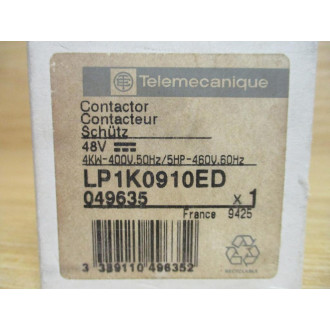 Telemecanique
Contactor
Contacteur
Schütz
48V
4KW-400V.50Hz/5HP-460V.60Hz
LP1K0910ED
049635 x 1
France 9425
3 389110 496352
RECYCLABLE